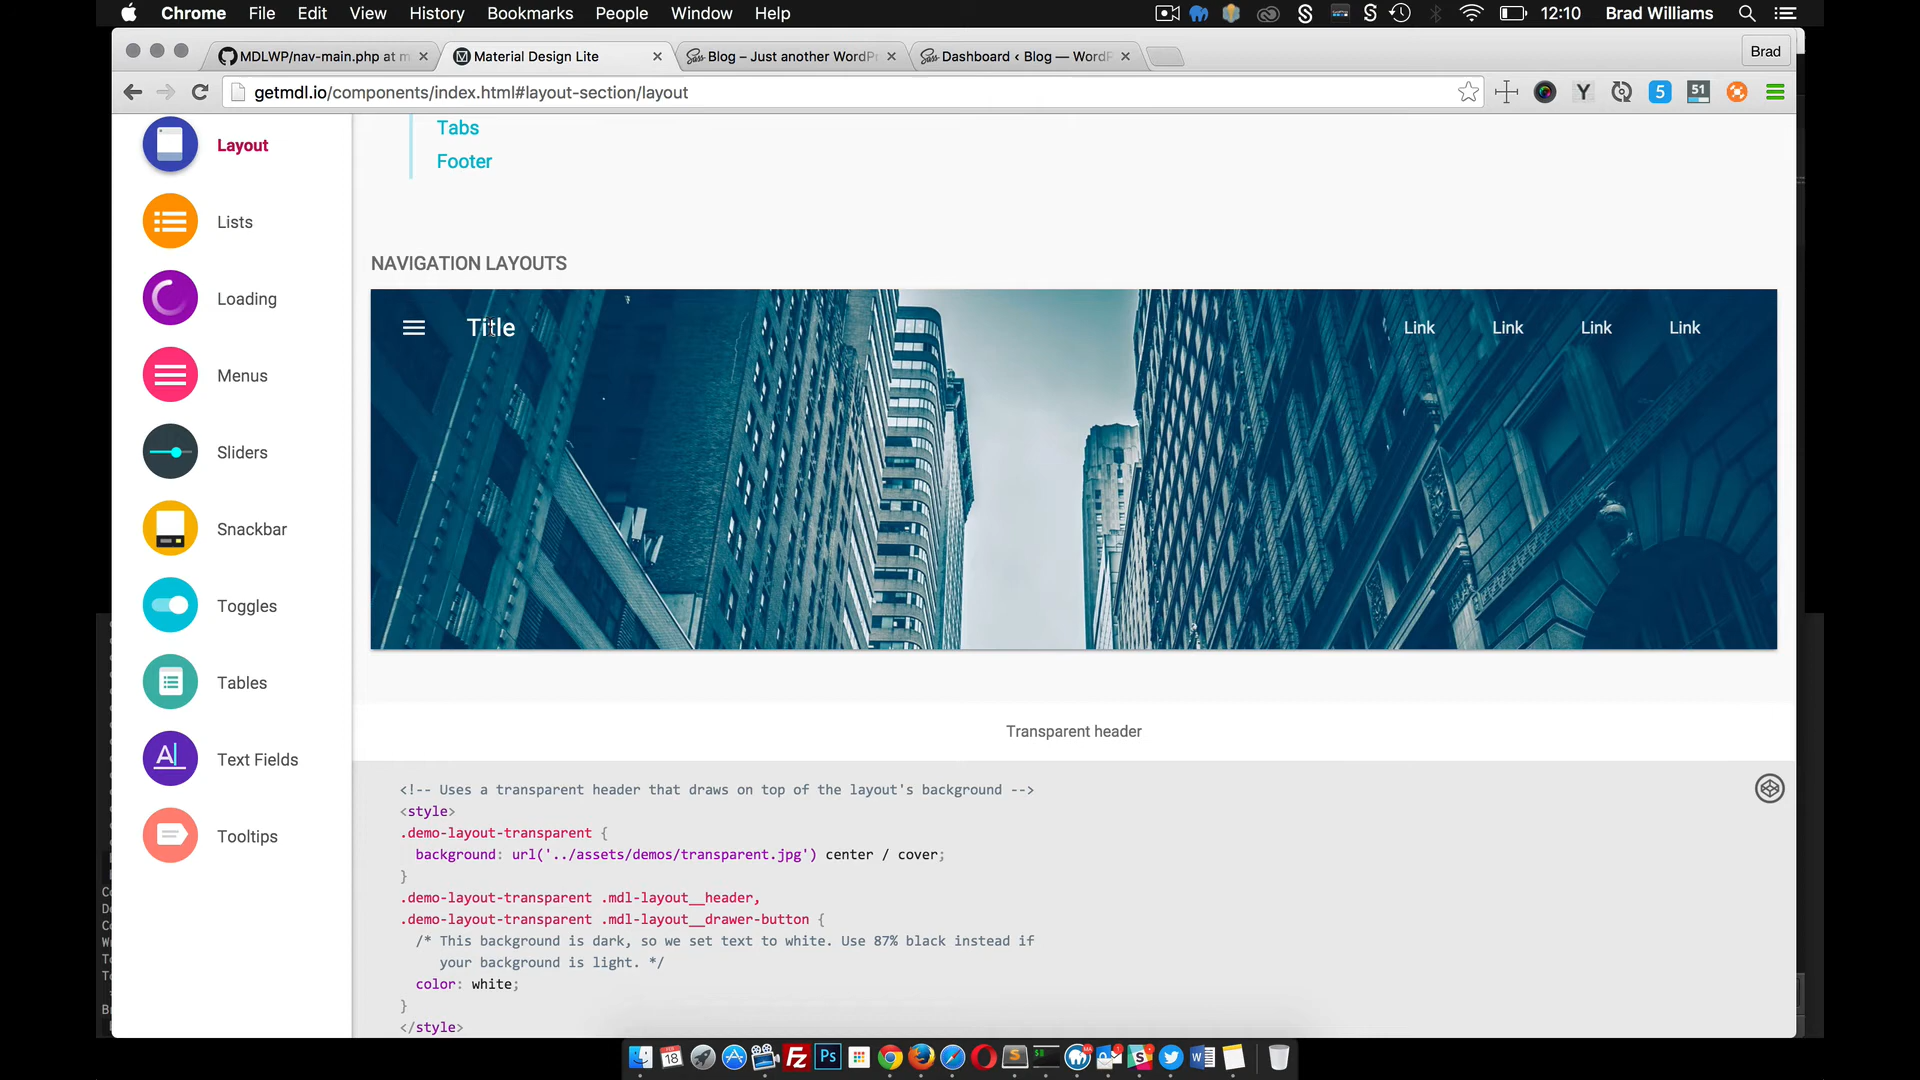 Chrome File Edit View History Bookmarks People Window Help 12:10 Brad Williams
MDLWP/nav-main.php at m
Material Design Lite
Blog – Just another WordP
Dashboard ‹ Blog — WordP
Brad
getmdl.io/components/index.html#layout-section/layout
Y
5
51
Layout
Lists
Loading
Menus
Sliders
Snackbar
Toggles
Tables
Text Fields
Tooltips
Tabs
Footer
NAVIGATION LAYOUTS
Title
Link Link Link Link
Transparent header
<!-- Uses a transparent header that draws on top of the layout's background -->
<style>
.demo-layout-transparent {
background: url('../assets/demos/transparent.jpg') center / cover;
}
.demo-layout-transparent .mdl-layout__header,
.demo-layout-transparent .mdl-layout__drawer-button {
/* This background is dark, so we set text to white. Use 87% black instead if
your background is light. */
color: white;
}
</style>